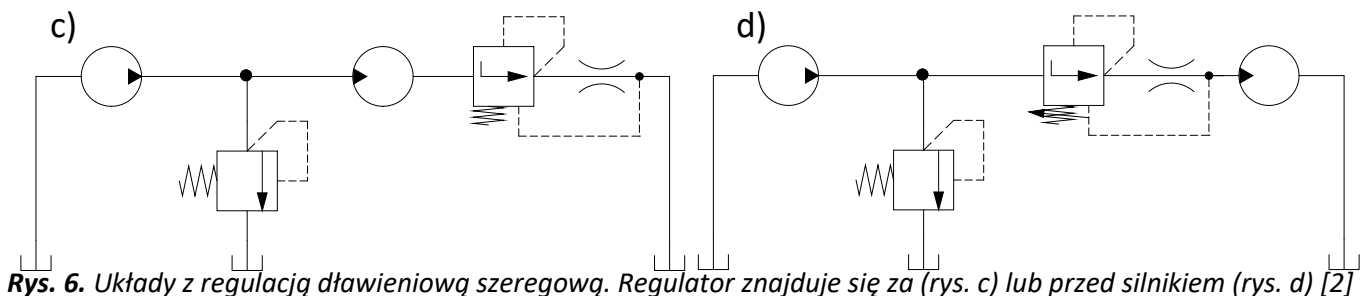 c)
d)
Rys. 6. Układy z regulacją dławieniową szeregową. Regulator znajduje się za (rys. c) lub przed silnikiem (rys. d) [2]